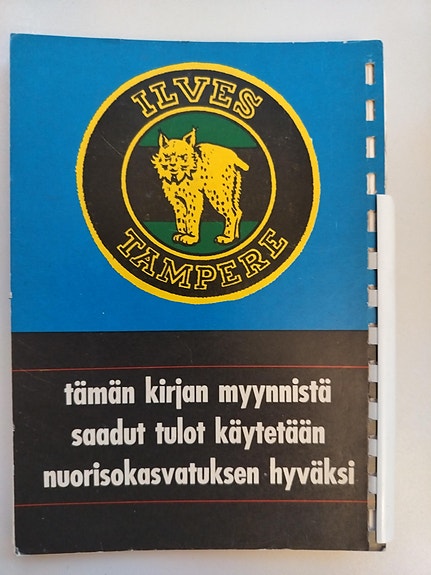 ILVES
TAMPERE
tämän kirjan myynnistä
saadut tulot käytetään
nuorisokasvatuksen hyväksi